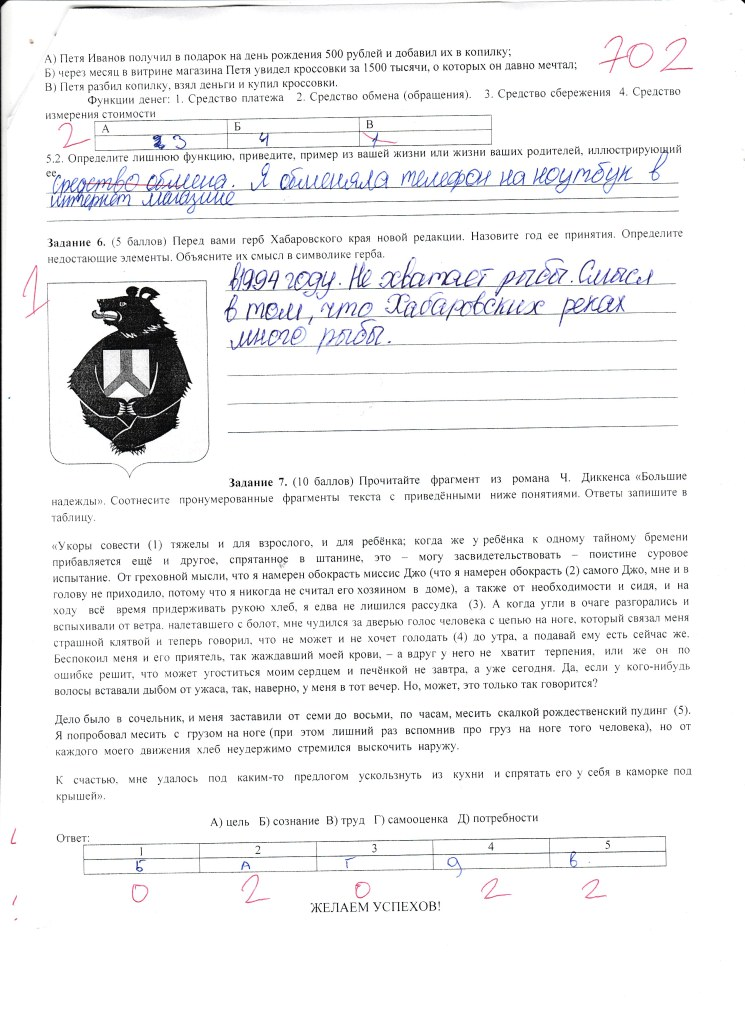 А) Петя Иванов получил в подарок на день рождения 500 рублей и добавил их в копилку;
702
Б) через месяц в витрине магазина Петя увидел кроссовки за 1500 тысячи, о которых он давно мечтал;
В) Петя разбил копилку, взял деньги и купил кроссовки.
Функции денег: 1. Средство платежа 2. Средство обмена (обращения). 3. Средство сбережения 4. Средство
измерения стоимости
2
А Б В
3 4 1
5.2. Определите лишнюю функцию, приведите, пример из вашей жизни или жизни ваших родителей, иллюстрирующий
ее
средство обмена. Я обменяла телефон на ноутбук в
интернет магазине
Задание 6. (5 баллов) Перед вами герб Хабаровского края новой редакции. Назовите год ее принятия. Определите
недостающие элементы. Объясните их смысл в символике герба.
1
в1994 году. Не хватает рыбы. Смысл
в том, что Хабаровских реках
много рыбы.
Задание 7. (10 баллов) Прочитайте фрагмент из романа Ч. Диккенса «Большие
надежды». Соотнесите пронумерованные фрагменты текста с приведёнными ниже понятиями. Ответы запишите в
таблицу.
«Укоры совести (1) тяжелы и для взрослого, и для ребёнка; когда же у ребёнка к одному тайному бремени
прибавляется ещё и другое, спрятанное в штанине, это – могу засвидетельствовать – поистине суровое
испытание. От греховной мысли, что я намерен обокрасть миссис Джо (что я намерен обокрасть (2) самого Джо, мне и в
голову не приходило, потому что я никогда не считал его хозяином в доме), а также от необходимости и сидя, и на
ходу всё время придерживать рукою хлеб, я едва не лишился рассудка (3). А когда угли в очаге разгорались и
вспыхивали от ветра, налетавшего с болот, мне чудился за дверью голос человека с цепью на ноге, который связал меня
страшной клятвой и теперь говорил, что не может и не хочет голодать (4) до утра, а подавай ему есть сейчас же.
Беспокоил меня и его приятель, так жаждавший моей крови, – а вдруг у него не хватит терпения, или же он по
ошибке решит, что может угоститься моим сердцем и печёнкой не завтра, а уже сегодня. Да, если у кого-нибудь
волосы вставали дыбом от ужаса, так, наверно, у меня в тот вечер. Но, может, это только так говорится?
Дело было в сочельник, и меня заставили от семи до восьми, по часам, месить скалкой рождественский пудинг (5).
Я попробовал месить с грузом на ноге (при этом лишний раз вспомнив про груз на ноге того человека), но от
каждого моего движения хлеб неудержимо стремился выскочить наружу.
К счастью, мне удалось под каким-то предлогом ускользнуть из кухни и спрятать его у себя в каморке под
крышей».
А) цель Б) сознание В) труд Г) самооценка Д) потребности
Ответ:
1 2 3 4 5
Б А Г д в.
0 2 0 2 2
ЖЕЛАЕМ УСПЕХОВ!